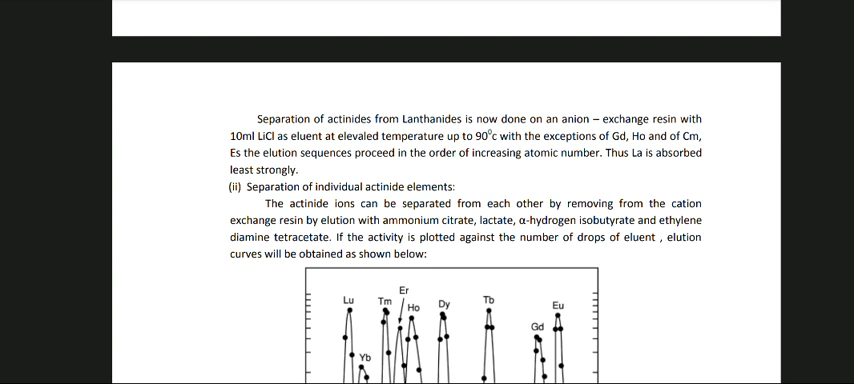 Separation of actinides from Lanthanides is now done on an anion – exchange resin with
10ml LiCl as eluent at elevaled temperature up to 90°c with the exceptions of Gd, Ho and of Cm,
Es the elution sequences proceed in the order of increasing atomic number. Thus La is absorbed
least strongly.
(ii) Separation of individual actinide elements:
The actinide ions can be separated from each other by removing from the cation
exchange resin by elution with ammonium citrate, lactate, α-hydrogen isobutyrate and ethylene
diamine tetracetate. If the activity is plotted against the number of drops of eluent , elution
curves will be obtained as shown below:
Er
Lu Tm Ho Dy Tb Eu
Gd
Yb